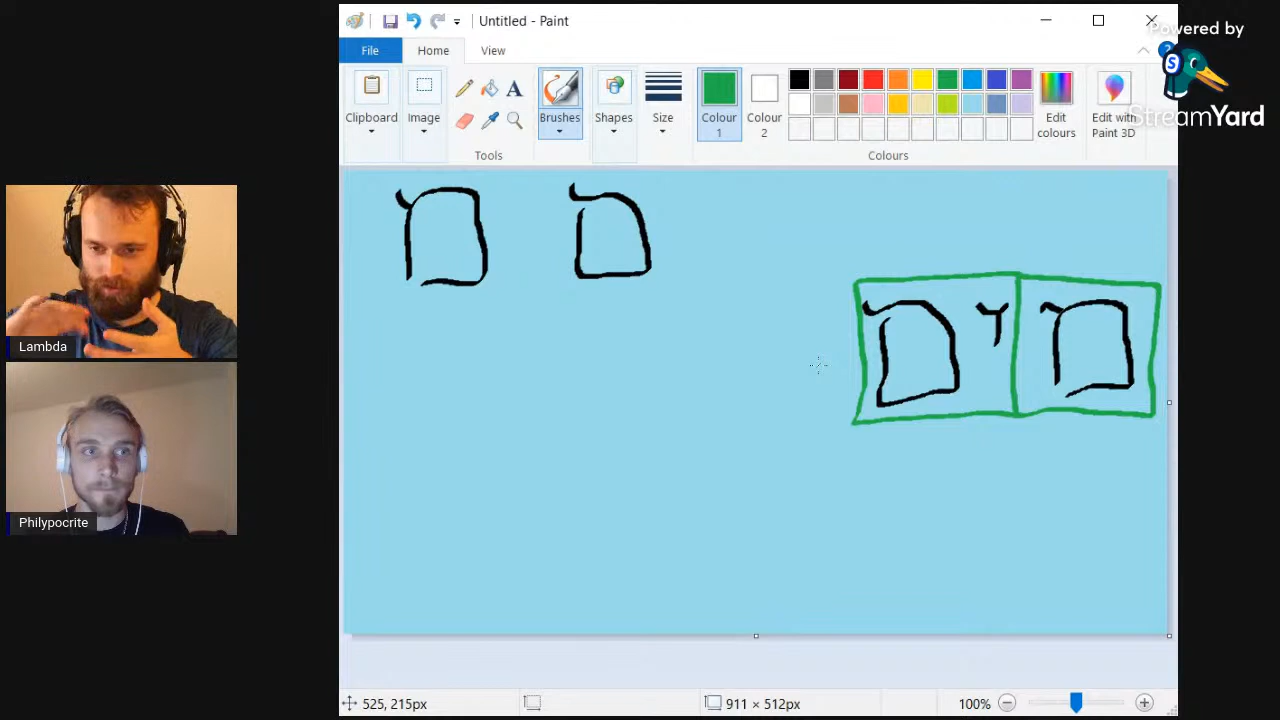 Untitled - Paint
Powered by
StreamYard
File Home View
Clipboard Image Tools Brushes Shapes Size Colour 1 Colour 2 Edit colours Edit with Paint 3D
Colours
מ ם
מים
Lambda
Philypocrite
525, 215px 911 × 512px 100%